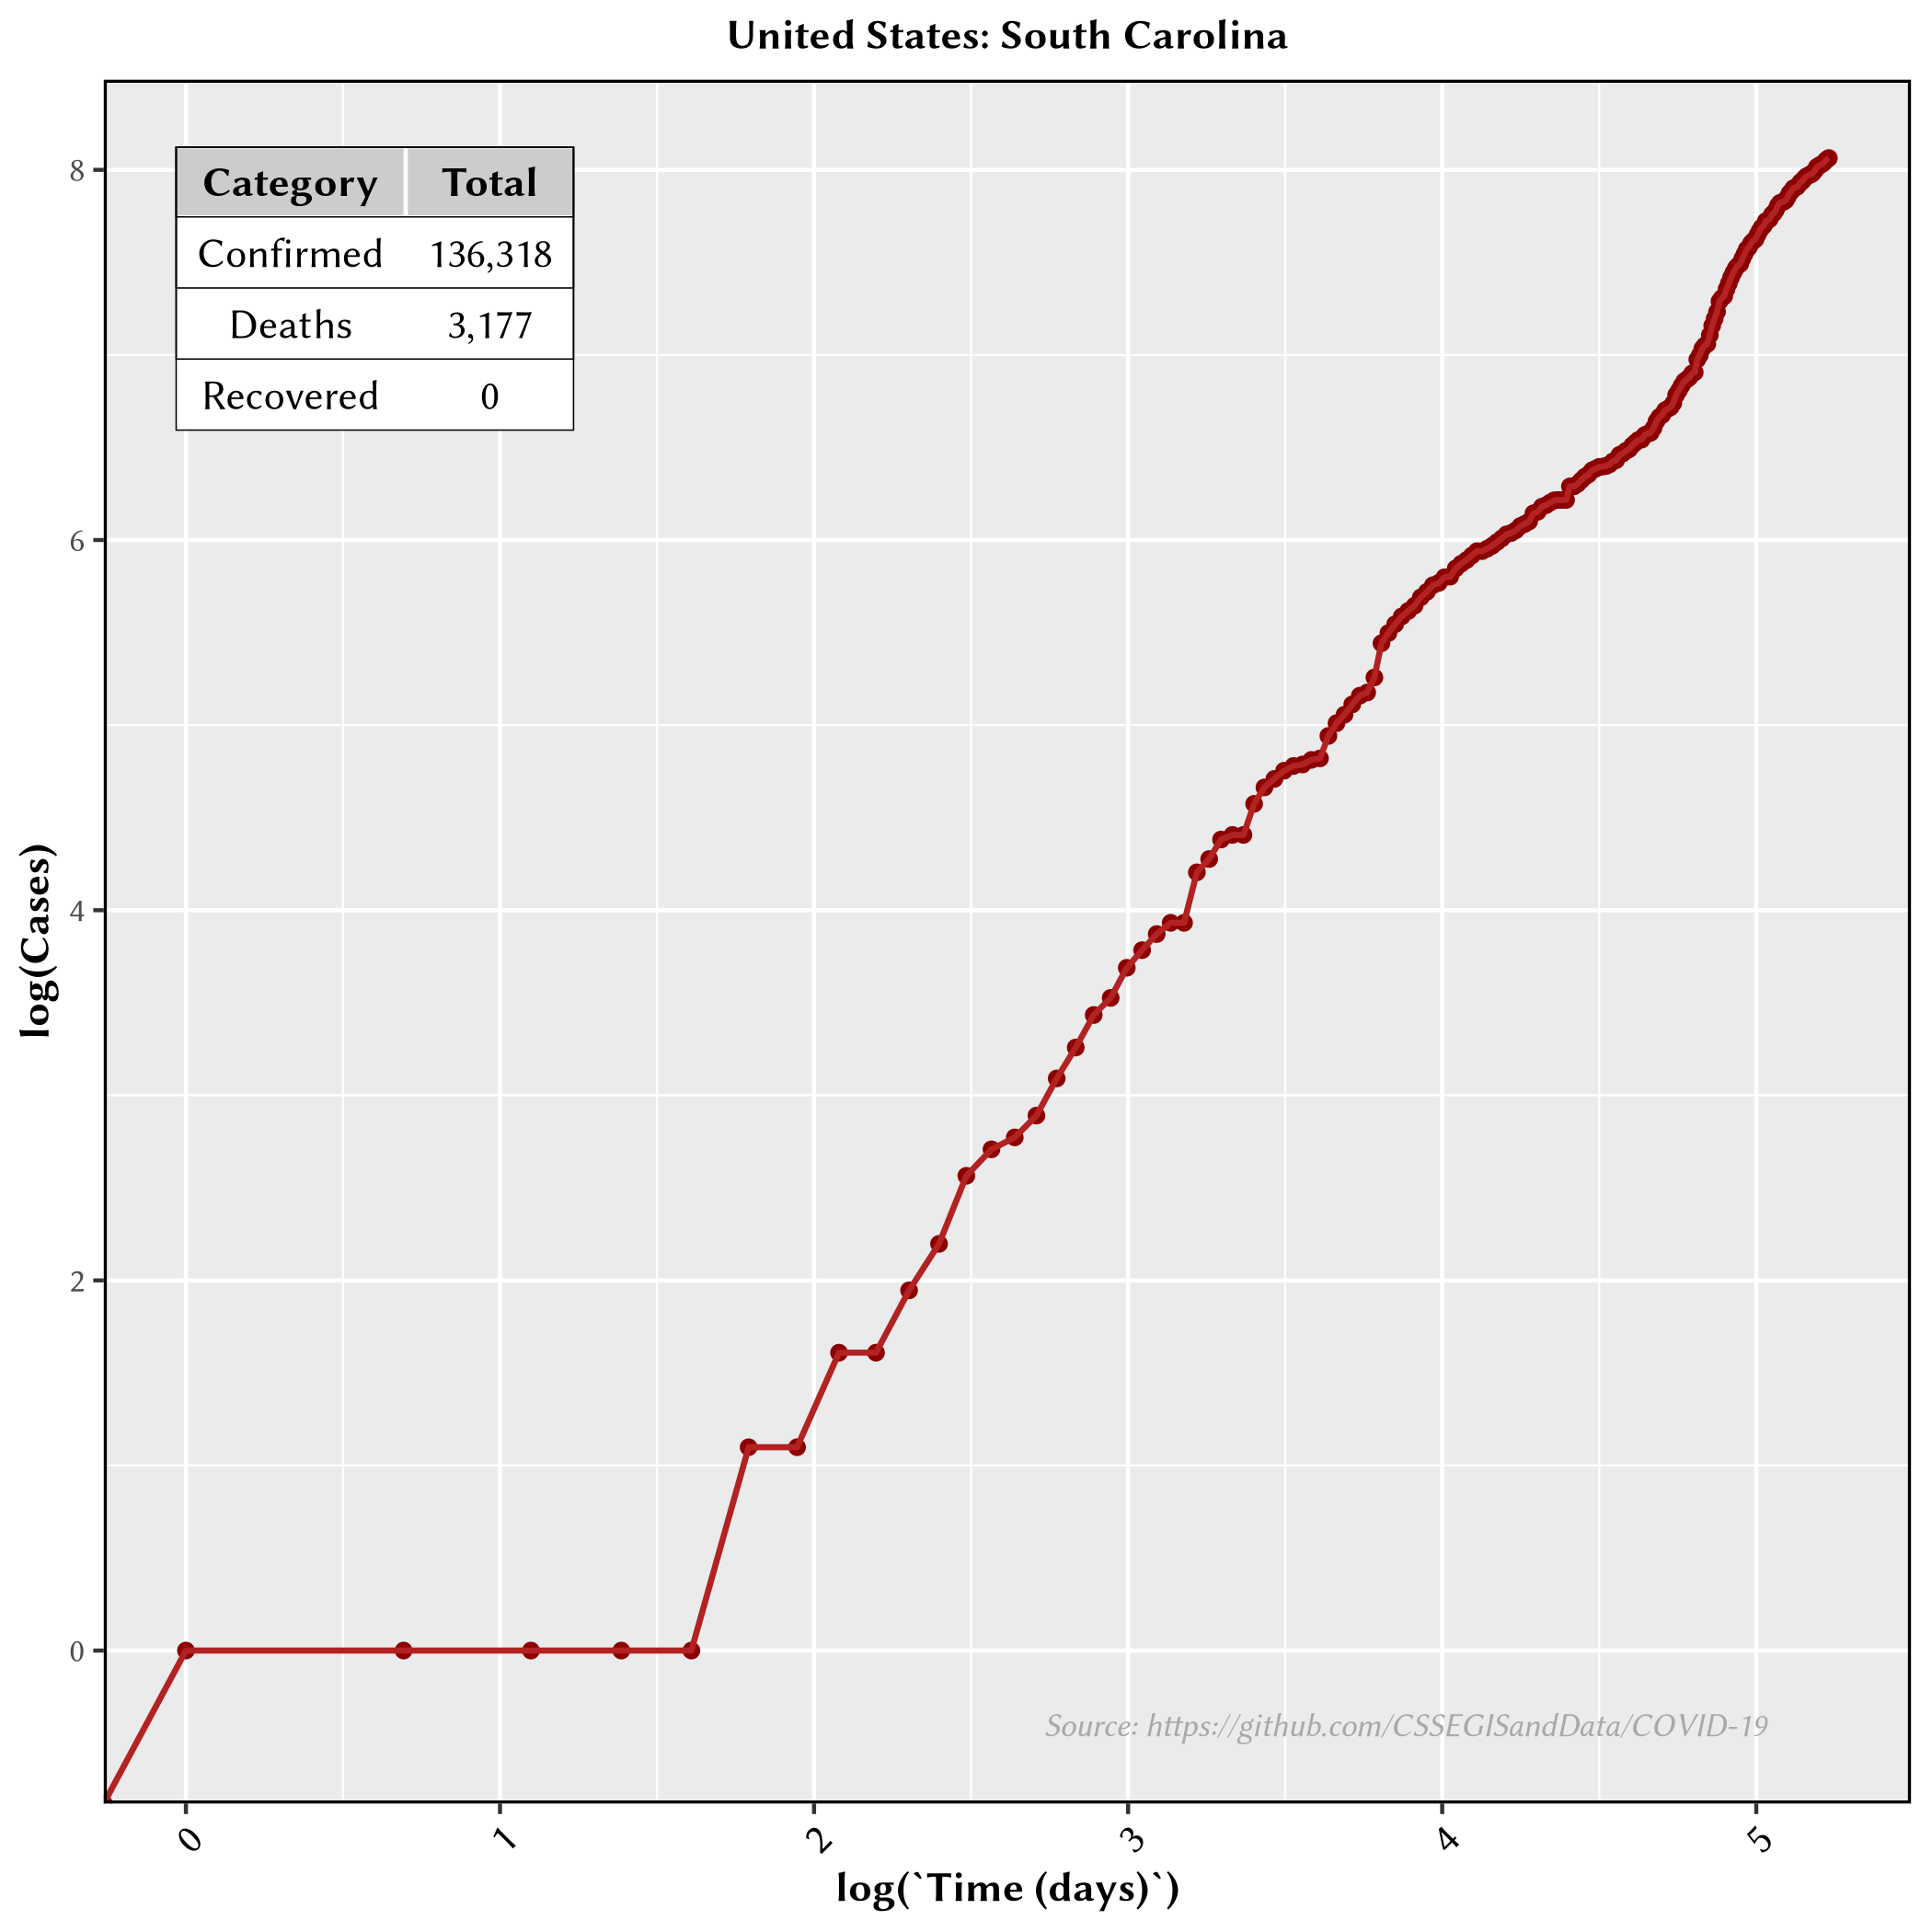 United States: South Carolina
Category Total
Confirmed 136,318
Deaths 3,177
Recovered 0
8
6
4
2
0
log(Cases)
Source: https://github.com/CSSEGISandData/COVID-19
0 1 2 3 4 5
log(`Time (days)`)